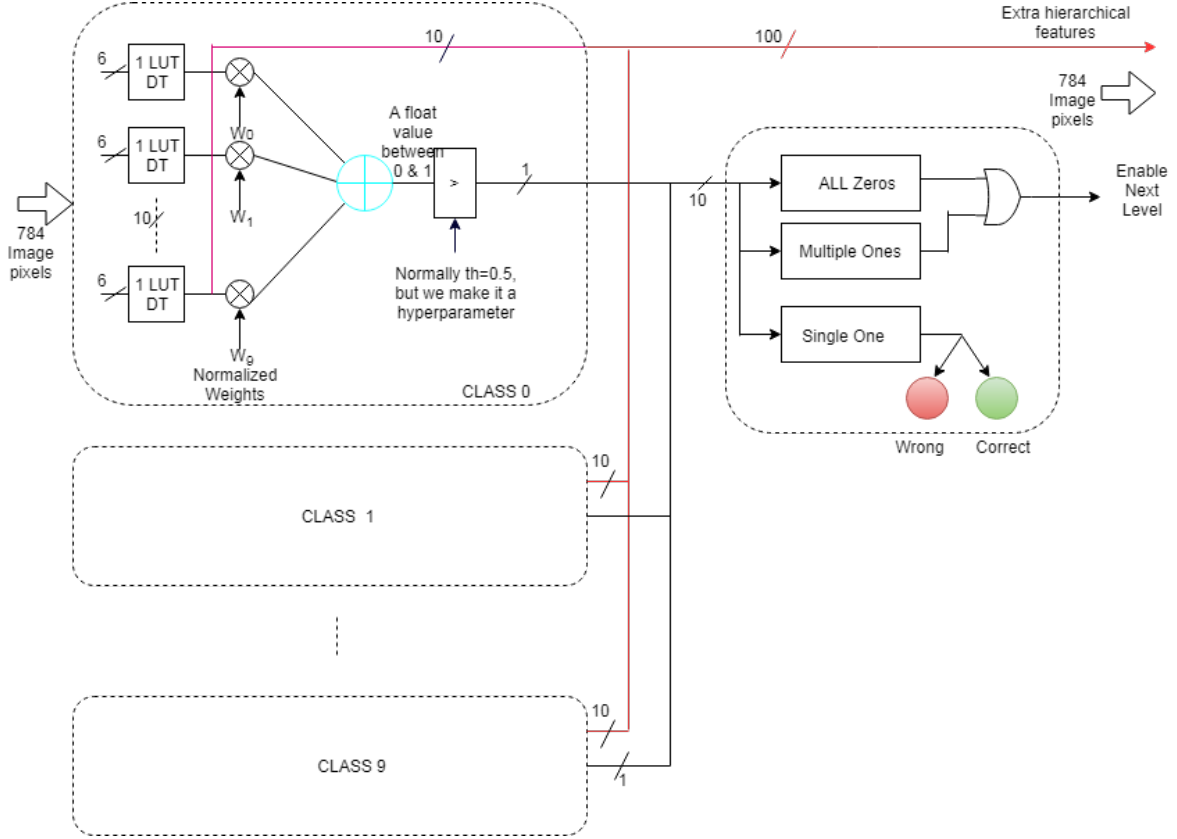 10
100
Extra hierarchical
features
6
1 LUT
DT
W0
6
1 LUT
DT
W1
10
6
1 LUT
DT
W9
Normalized
Weights
784
Image
pixels
A float
value
between
0 & 1
>
1
Normally th=0.5,
but we make it a
hyperparameter
CLASS 0
10
784
Image
pixels
ALL Zeros
Multiple Ones
Single One
Enable
Next
Level
Wrong
Correct
10
CLASS 1
10
CLASS 9
1